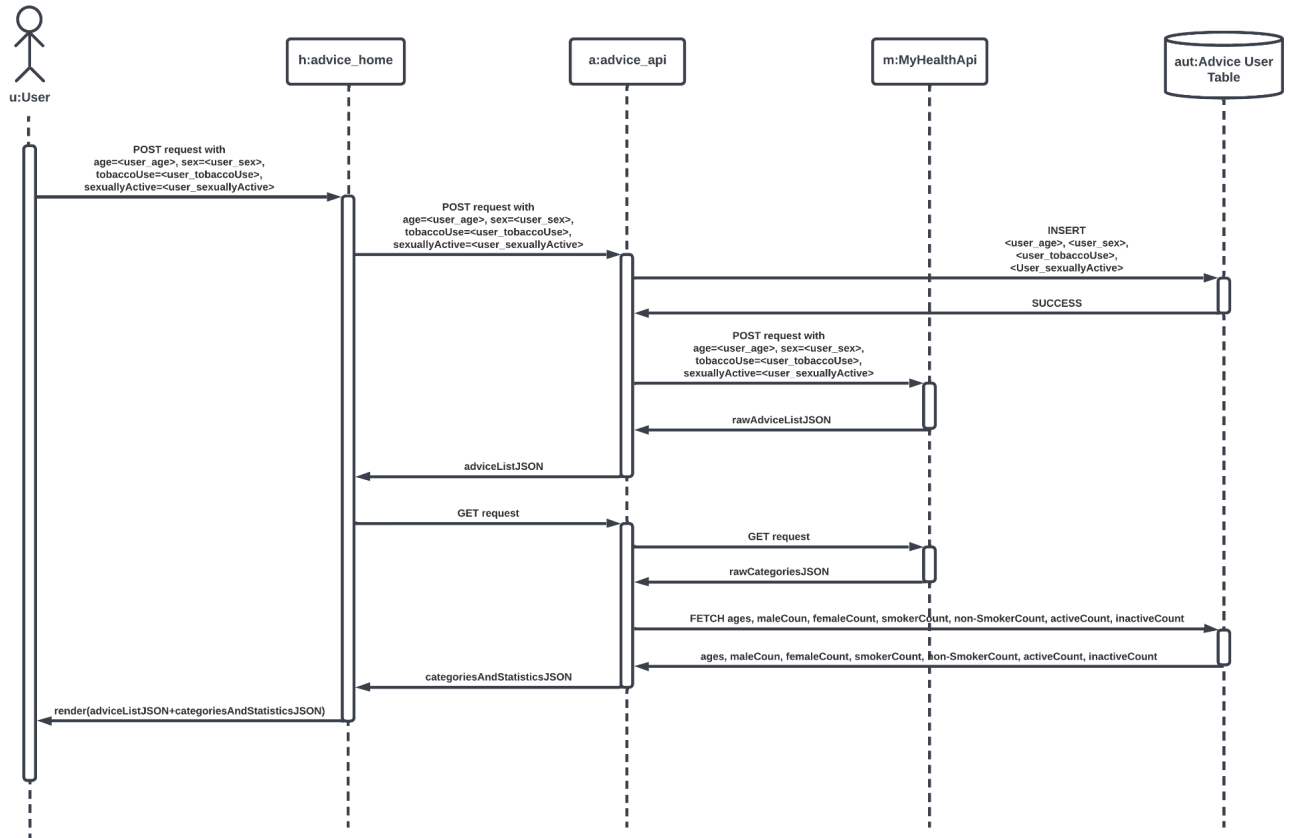 u:User
h:advice_home
a:advice_api
m:MyHealthApi
aut:Advice User
Table
POST request with
age=<user_age>, sex=<user_sex>,
tobaccoUse=<user_tobaccoUse>,
sexuallyActive=<user_sexuallyActive>
POST request with
age=<user_age>, sex=<user_sex>,
tobaccoUse=<user_tobaccoUse>,
sexuallyActive=<user_sexuallyActive>
INSERT
<user_age>, <user_sex>,
<user_tobaccoUse>,
<User_sexuallyActive>
SUCCESS
POST request with
age=<user_age>, sex=<user_sex>,
tobaccoUse=<user_tobaccoUse>,
sexuallyActive=<user_sexuallyActive>
rawAdviceListJSON
adviceListJSON
GET request
GET request
rawCategoriesJSON
FETCH ages, maleCoun, femaleCount, smokerCount, non-SmokerCount, activeCount, inactiveCount
ages, maleCoun, femaleCount, smokerCount, non-SmokerCount, activeCount, inactiveCount
categoriesAndStatisticsJSON
render(adviceListJSON+categoriesAndStatisticsJSON)